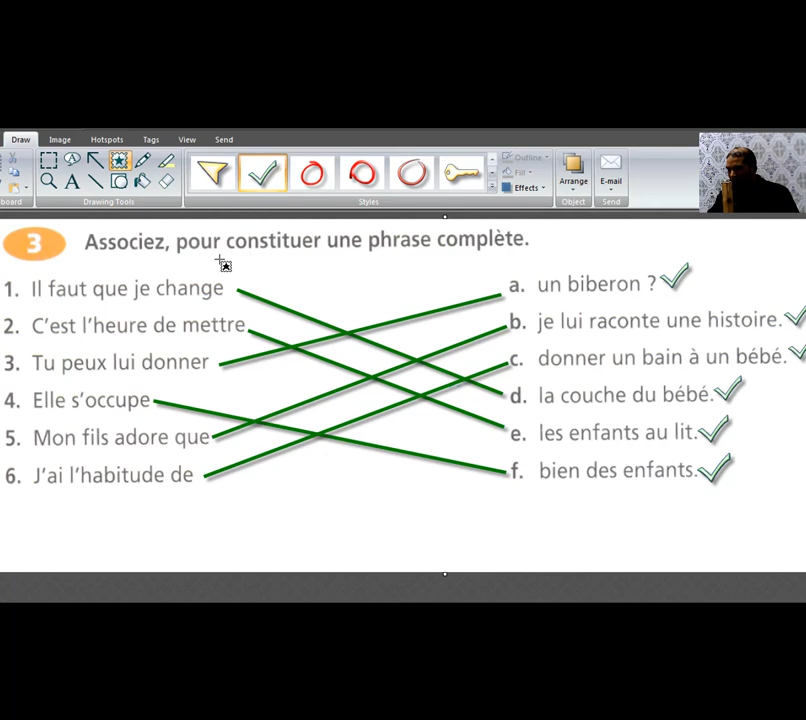 Draw Image Hotspots Tags View Send
Outline
Fill
Effects
Arrange
E-mail
board Drawing Tools Styles Object Send
3 Associez, pour constituer une phrase complète.
1. Il faut que je change
a. un biberon ?
2. C'est l'heure de mettre
b. je lui raconte une histoire.
3. Tu peux lui donner
c. donner un bain à un bébé.
4. Elle s'occupe
d. la couche du bébé.
5. Mon fils adore que
e. les enfants au lit.
6. J'ai l'habitude de
f. bien des enfants.